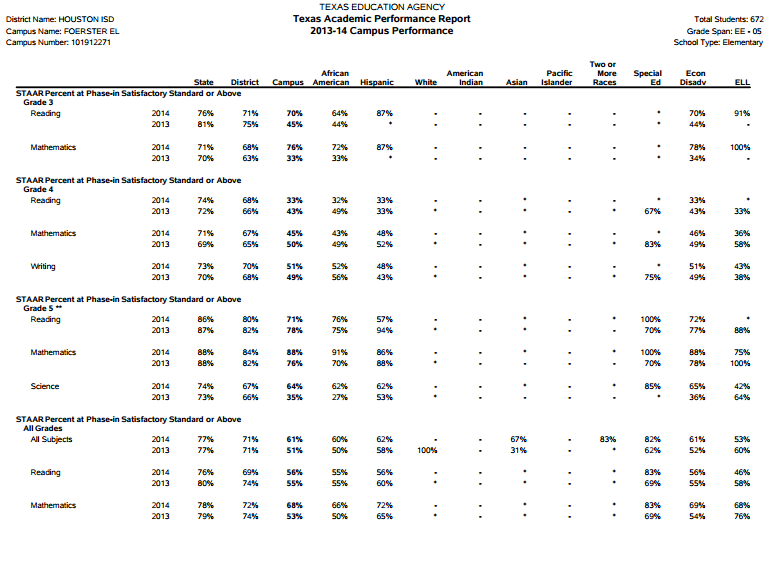 TEXAS EDUCATION AGENCY
District Name: HOUSTON ISD Texas Academic Performance Report Total Students: 672
Campus Name: FOERSTER EL 2013-14 Campus Performance Grade Span: EE - 05
Campus Number: 101912271 School Type: Elementary
Two or
African American Pacific More Special Econ
State District Campus American Hispanic White Indian Asian Islander Races Ed Disadv ELL
STAAR Percent at Phase-in Satisfactory Standard or Above
Grade 3
Reading 2014 76% 71% 70% 64% 87% - - - - - * 70% 91%
2013 81% 75% 45% 44% * - - - - - * 44% -
Mathematics 2014 71% 68% 76% 72% 87% - - - - - * 78% 100%
2013 70% 63% 33% 33% * - - - - - * 34% -
STAAR Percent at Phase-in Satisfactory Standard or Above
Grade 4
Reading 2014 74% 68% 33% 32% 33% - - * - * * 33% *
2013 72% 66% 43% 49% 33% * - * - * 67% 43% 33%
Mathematics 2014 71% 67% 45% 43% 48% - - * - * * 46% 36%
2013 69% 65% 50% 49% 52% * - * - * 83% 49% 58%
Writing 2014 73% 70% 51% 52% 48% - - * - * * 51% 43%
2013 70% 68% 49% 56% 43% * - * - * 75% 49% 38%
STAAR Percent at Phase-in Satisfactory Standard or Above
Grade 5 **
Reading 2014 86% 80% 71% 76% 57% - - * - * 100% 72% *
2013 87% 82% 78% 75% 94% * - * - - 70% 77% 88%
Mathematics 2014 88% 84% 88% 91% 86% - - * - * 100% 88% 75%
2013 88% 82% 76% 70% 88% * - * - - 70% 78% 100%
Science 2014 74% 67% 64% 62% 62% - - * - * 85% 65% 42%
2013 73% 66% 35% 27% 53% * - * - - * 36% 64%
STAAR Percent at Phase-in Satisfactory Standard or Above
All Grades
All Subjects 2014 77% 71% 61% 60% 62% - - 67% - 83% 82% 61% 53%
2013 77% 71% 51% 50% 58% 100% - 31% - * 62% 52% 60%
Reading 2014 76% 69% 56% 55% 56% - - * - * 83% 56% 46%
2013 80% 74% 55% 55% 60% * - * - * 69% 55% 58%
Mathematics 2014 78% 72% 68% 66% 72% - - * - * 83% 69% 68%
2013 79% 74% 53% 50% 65% * - * - * 69% 54% 76%